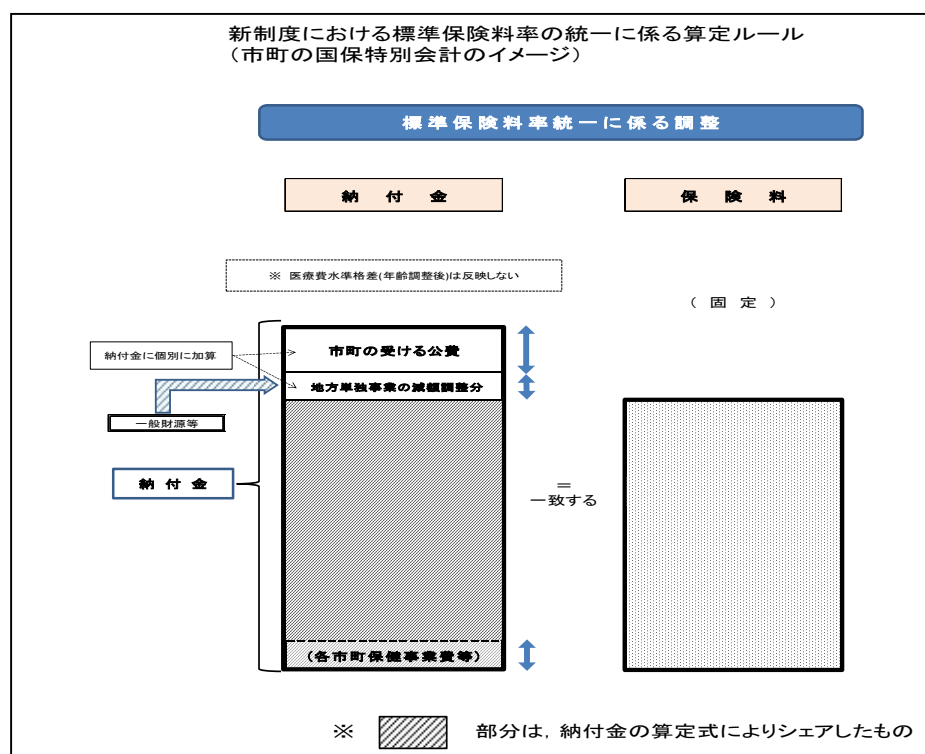 新制度における標準保険料率の統一に係る算定ルール
（市町の国保特別会計のイメージ）
標準保険料率統一に係る調整
納付金
保険料
※ 医療費水準格差(年齢調整後)は反映しない
（固定）
市町の受ける公費
納付金に個別に加算
地方単独事業の減額調整分
一般財源等
納付金
＝
一致する
(各市町保健事業費等)
※ 部分は，納付金の算定式によりシェアしたもの